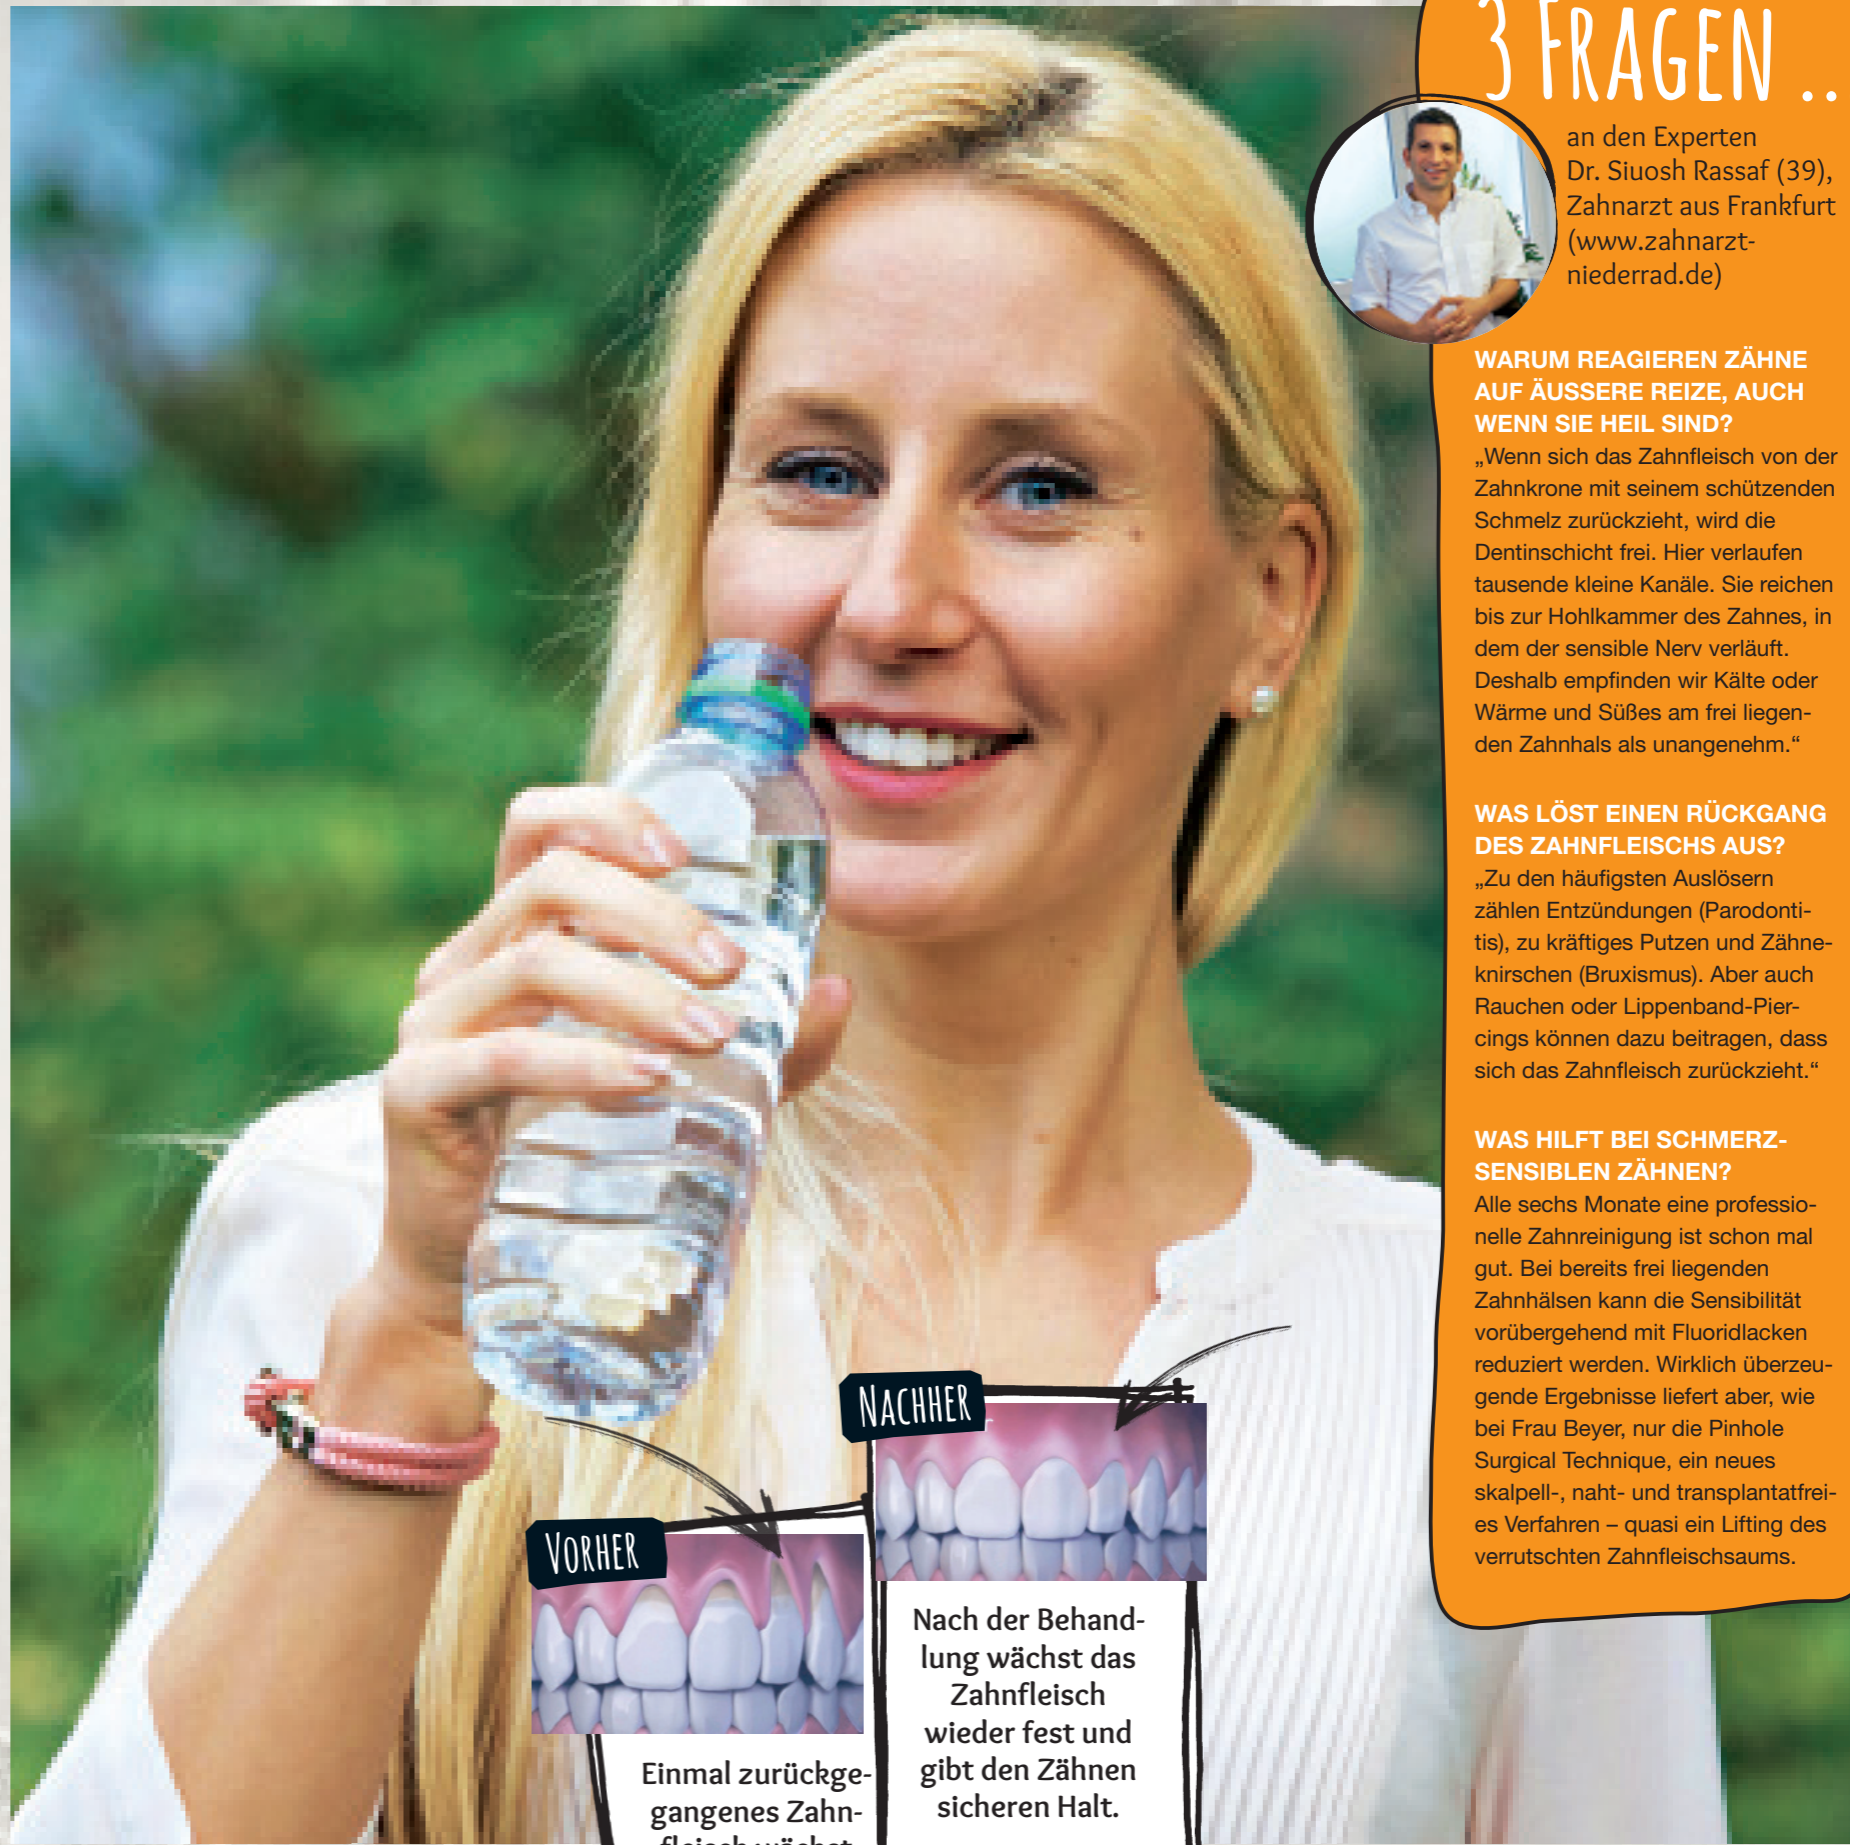 3 FRAGEN ..
an den Experten
Dr. Siuosh Rassaf (39),
Zahnarzt aus Frankfurt
(www.zahnarzt-
niederrad.de)
WARUM REAGIEREN ZÄHNE
AUF ÄUSSERE REIZE, AUCH
WENN SIE HEIL SIND?
„Wenn sich das Zahnfleisch von der
Zahnkrone mit seinem schützenden
Schmelz zurückzieht, wird die
Dentinschicht frei. Hier verlaufen
tausende kleine Kanäle. Sie reichen
bis zur Hohlkammer des Zahnes, in
dem der sensible Nerv verläuft.
Deshalb empfinden wir Kälte oder
Wärme und Süßes am frei liegen-
den Zahnhals als unangenehm.“
WAS LÖST EINEN RÜCKGANG
DES ZAHNFLEISCHS AUS?
„Zu den häufigsten Auslösern
zählen Entzündungen (Parodonti-
tis), zu kräftiges Putzen und Zähne-
knirschen (Bruxismus). Aber auch
Rauchen oder Lippenband-Pier-
cings können dazu beitragen, dass
sich das Zahnfleisch zurückzieht.“
WAS HILFT BEI SCHMERZ-
SENSIBLEN ZÄHNEN?
Alle sechs Monate eine professio-
nelle Zahnreinigung ist schon mal
gut. Bei bereits frei liegenden
Zahnhälsen kann die Sensibilität
vorübergehend mit Fluoridlacken
reduziert werden. Wirklich überzeu-
gende Ergebnisse liefert aber, wie
bei Frau Beyer, nur die Pinhole
Surgical Technique, ein neues
skalpell-, naht- und transplantatfrei-
es Verfahren – quasi ein Lifting des
verrutschten Zahnfleischsaums.
VORHER
Einmal zurückge-
gangenes Zahn-
fleisch wächst
NACHHER
Nach der Behand-
lung wächst das
Zahnfleisch
wieder fest und
gibt den Zähnen
sicheren Halt.